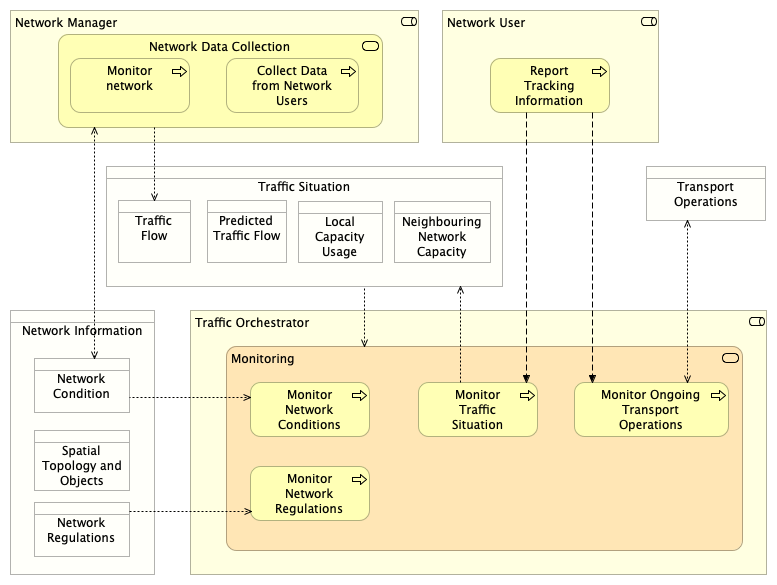 Network Manager
Network Data Collection
Monitor
network
Collect Data
from Network
Users
Network User
Report
Tracking
Information
Traffic Situation
Traffic
Flow
Predicted
Traffic Flow
Local
Capacity
Usage
Neighbouring
Network
Capacity
Transport
Operations
Network Information
Network
Condition
Spatial
Topology and
Objects
Network
Regulations
Traffic Orchestrator
Monitoring
Monitor
Network
Conditions
Monitor
Traffic
Situation
Monitor Ongoing
Transport
Operations
Monitor
Network
Regulations